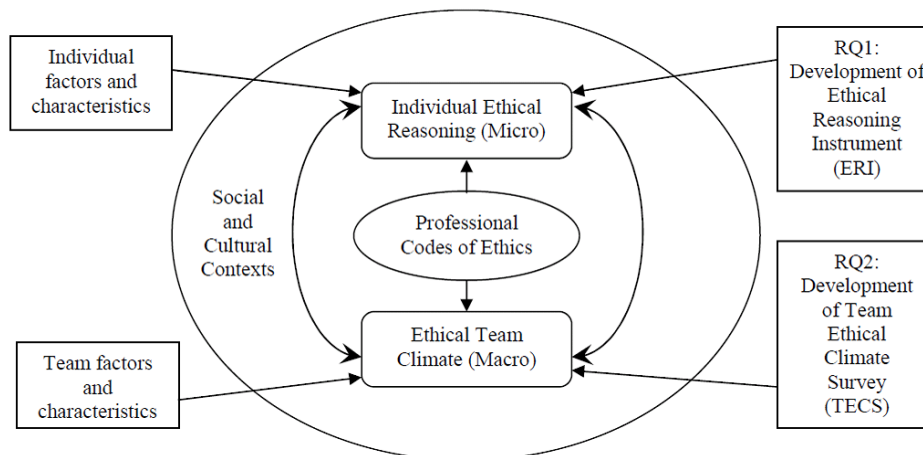 Individual
factors and
characteristics
Individual Ethical
Reasoning (Micro)
RQ1:
Development of
Ethical
Reasoning
Instrument
(ERI)
Social
and
Cultural
Contexts
Professional
Codes of Ethics
Ethical Team
Climate (Macro)
Team factors
and
characteristics
RQ2:
Development
of Team
Ethical
Climate
Survey
(TECS)